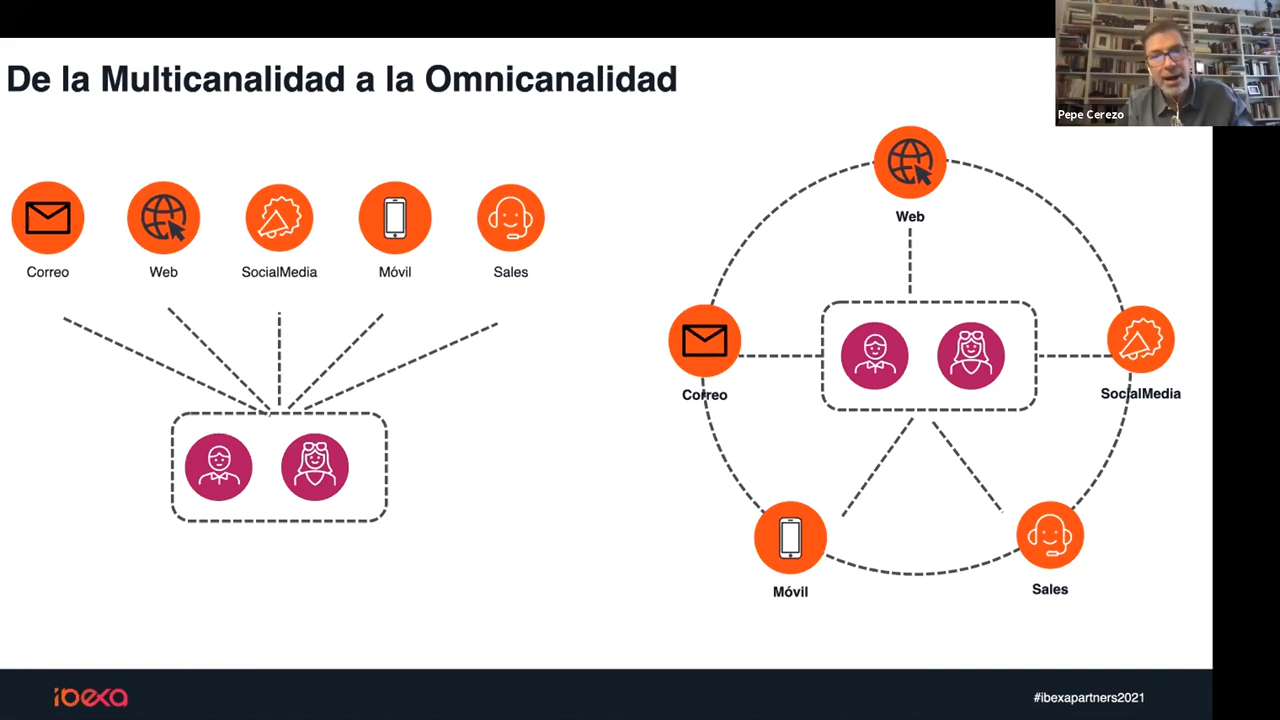 De la Multicanalidad a la Omnicanalidad
Pepe Cerezo
Correo
Web
SocialMedia
Móvil
Sales
Web
Correo
SocialMedia
Móvil
Sales
ibexa
#ibexapartners2021